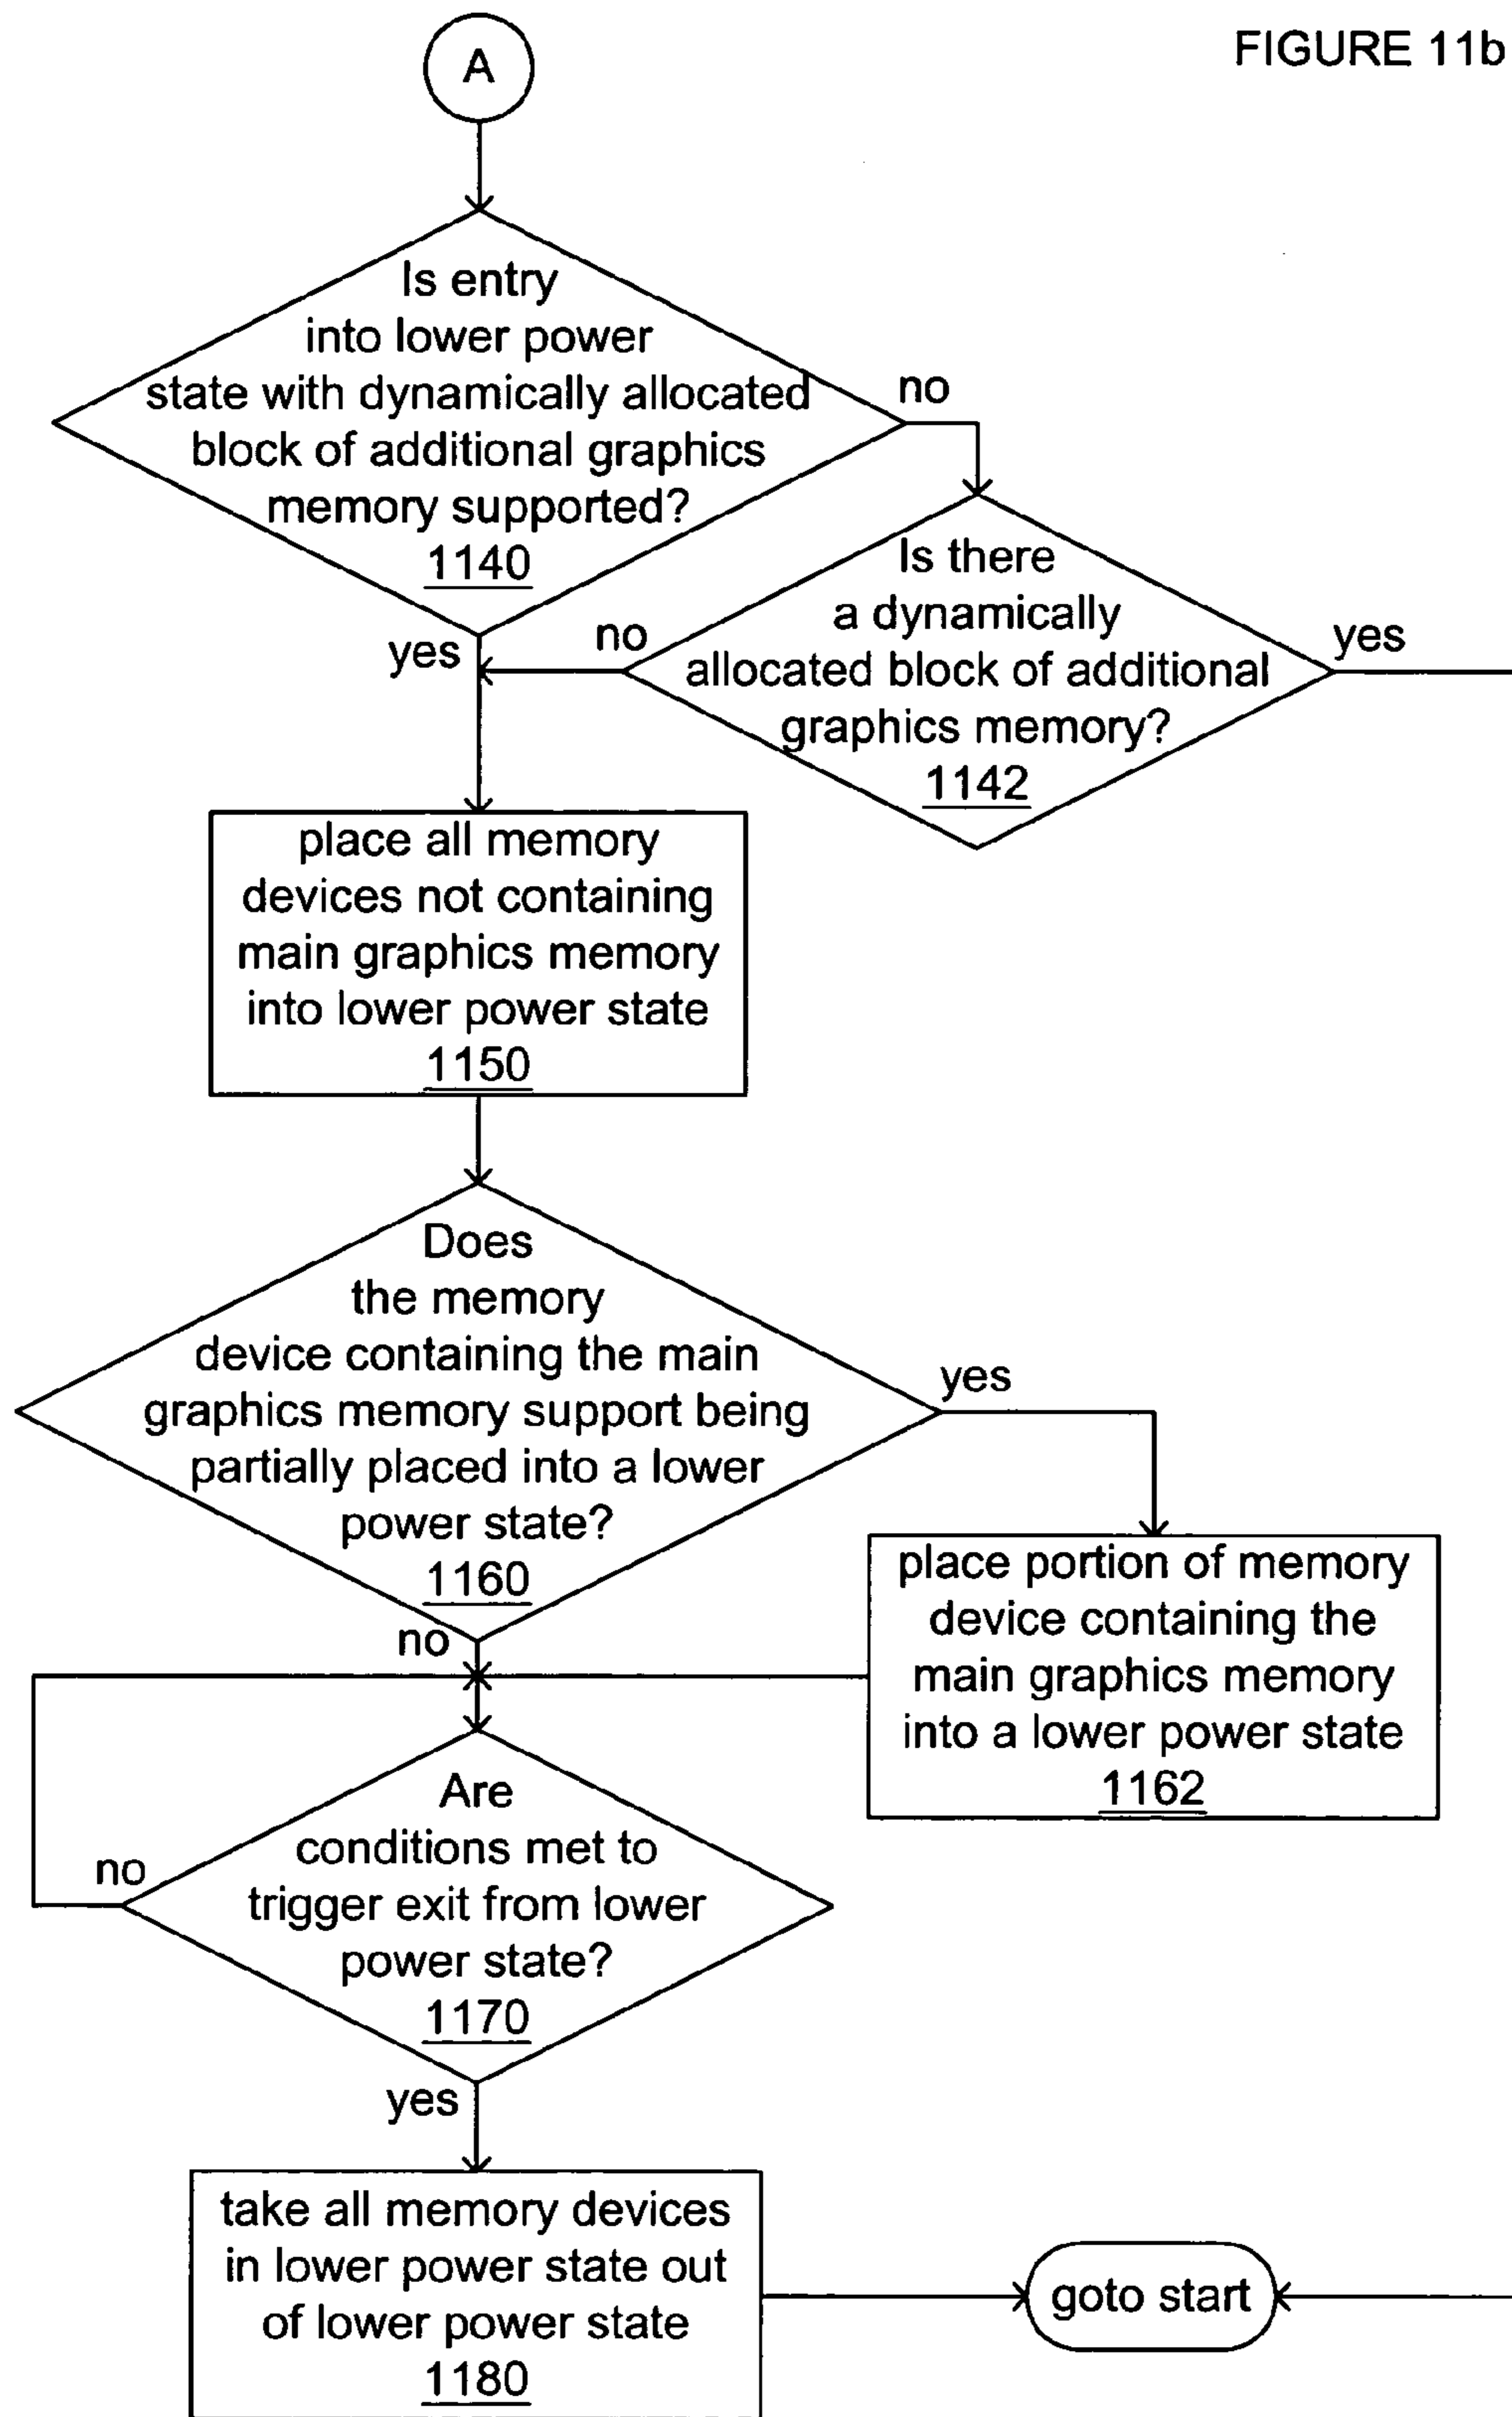 FIGURE 11b
A
Is entry
into lower power
state with dynamically allocated
block of additional graphics
memory supported?
1140
no
yes
Is there
a dynamically
allocated block of additional
graphics memory?
1142
no
yes
place all memory
devices not containing
main graphics memory
into lower power state
1150
Does
the memory
device containing the main
graphics memory support being
partially placed into a lower
power state?
1160
yes
no
place portion of memory
device containing the
main graphics memory
into a lower power state
1162
Are
conditions met to
trigger exit from lower
power state?
1170
no
yes
take all memory devices
in lower power state out
of lower power state
1180
goto start